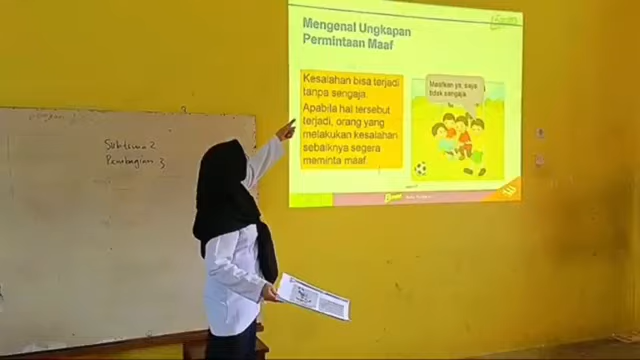 Mengenal Ungkapan
Permintaan Maaf
Kesalahan bisa terjadi
tanpa sengaja.
Apabila hal tersebut
terjadi, orang yang
melakukan kesalahan
sebaiknya segera
meminta maaf.
Maafkan ya, saya
tidak sengaja.
Subtema 2
Pembagian 3